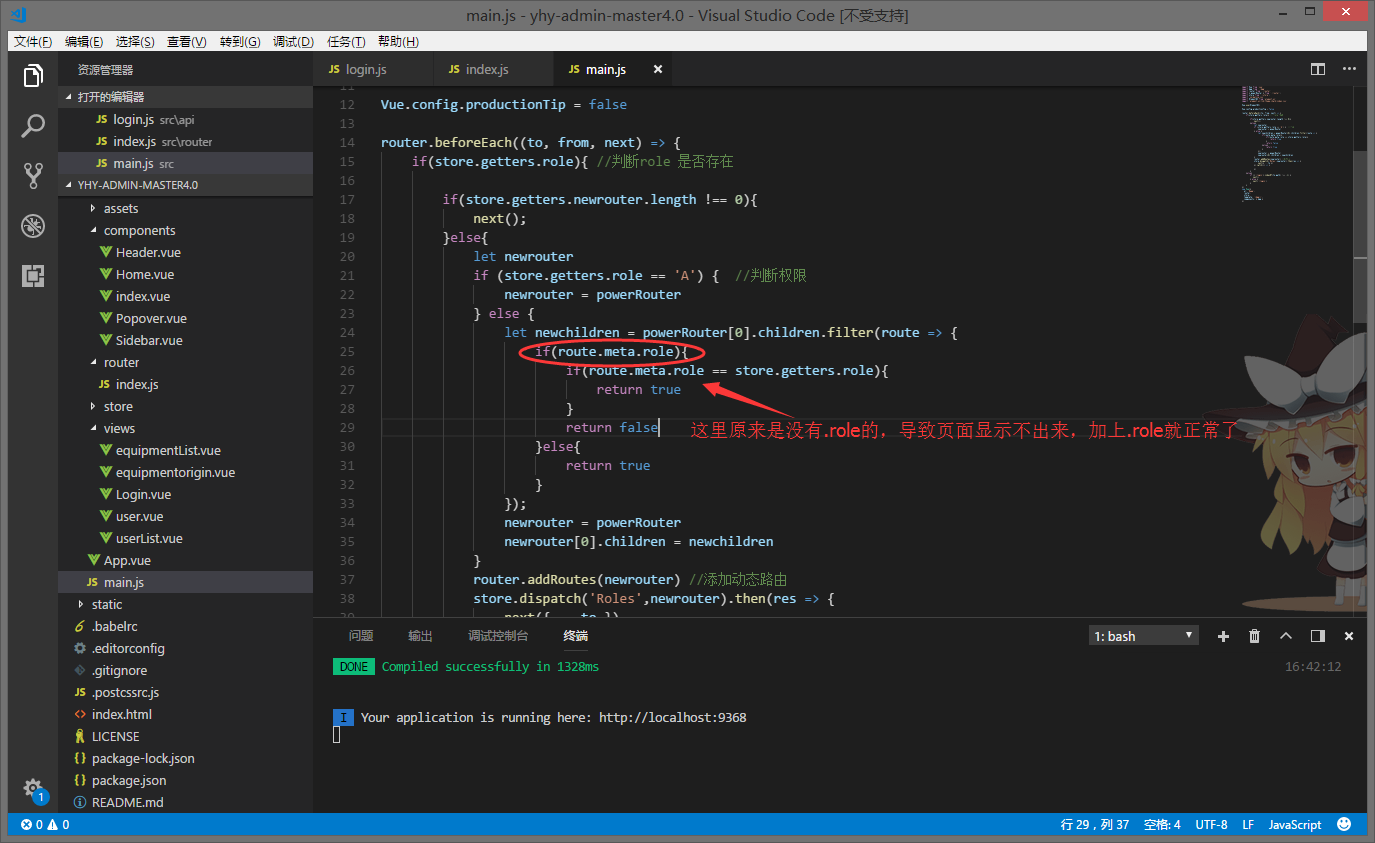 main.js - yhy-admin-master4.0 - Visual Studio Code [不受支持]
文件(F) 编辑(E) 选择(S) 查看(V) 转到(G) 调试(D) 任务(T) 帮助(H)
资源管理器
打开的编辑器
JS login.js src\api
JS index.js src\router
JS main.js src
YHY-ADMIN-MASTER4.0
assets
components
Header.vue
Home.vue
index.vue
Popover.vue
Sidebar.vue
router
JS index.js
store
views
equipmentList.vue
equipmentorigin.vue
Login.vue
user.vue
userList.vue
App.vue
JS main.js
static
.babelrc
.editorconfig
.gitignore
JS .postcssrc.js
<> index.html
LICENSE
{} package-lock.json
{} package.json
README.md
1
JS login.js JS index.js JS main.js
11
12 Vue.config.productionTip = false
13
14 router.beforeEach((to, from, next) => {
15 if(store.getters.role){ //判断role 是否存在
16
17 if(store.getters.newrouter.length !== 0){
18 next();
19 }else{
20 let newrouter
21 if (store.getters.role == 'A') { //判断权限
22 newrouter = powerRouter
23 } else {
24 let newchildren = powerRouter[0].children.filter(route => {
25 if(route.meta.role){
26 if(route.meta.role == store.getters.role){
27 return true
28 }
29 return false
这里原来是没有.role的，导致页面显示不出来，加上.role就正常了
30 }else{
31 return true
32 }
33 });
34 newrouter = powerRouter
35 newrouter[0].children = newchildren
36 }
37 router.addRoutes(newrouter) //添加动态路由
38 store.dispatch('Roles',newrouter).then(res => {
问题 输出 调试控制台 终端 1: bash
DONE Compiled successfully in 1328ms 16:42:12
I Your application is running here: http://localhost:9368
0 0 行 29，列 37 空格: 4 UTF-8 LF JavaScript